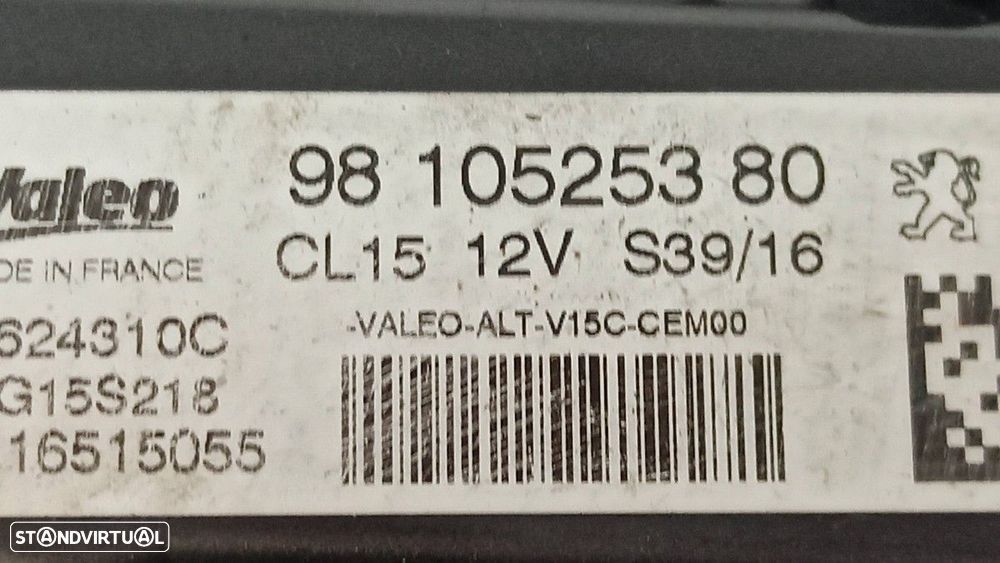 Valeo
98 105253 80
DE IN FRANCE
CL15 12V S39/16
-VALEO-ALT-V15C-CEM00
624310C
G15S218
16515055
STANDVIRTUAL